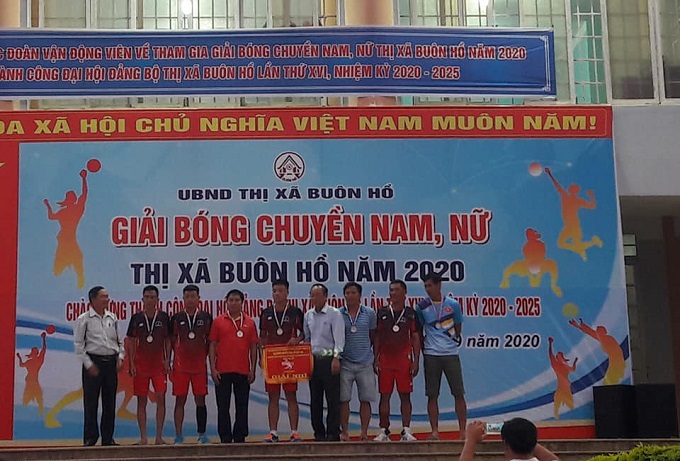 ĐOÀN VẬN ĐỘNG VIÊN VỀ THAM GIA GIẢI BÓNG CHUYỀN NAM, NỮ THỊ XÃ BUÔN HỒ NĂM 2020
CÔNG ĐẠI HỘI ĐẢNG BỘ THỊ XÃ BUÔN HỒ LẦN THỨ XVI, NHIỆM KỲ 2020 - 2025
XÃ HỘI CHỦ NGHĨA VIỆT NAM MUÔN NĂM!
UBND THỊ XÃ BUÔN HỒ
GIẢI BÓNG CHUYỀN NAM, NỮ
THỊ XÃ BUÔN HỒ NĂM 2020
KỲ 2020 - 2025
năm 2020
GIẢI NHÌ